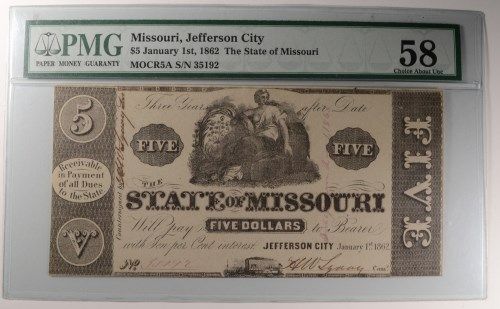 PMG
PAPER MONEY GUARANTY
Missouri, Jefferson City
$5 January 1st, 1862 The State of Missouri
MOCR5A S/N 35192
58
Choice About Unc
5
Three Years after Date
FIVE
FIVE
FIVE
Receivable
in Payment
of all Dues
to the State
THE
STATE OF MISSOURI
Will Pay FIVE DOLLARS to Bearer
with Ten per Cent interest JEFFERSON CITY January 1st 1862
V
No.